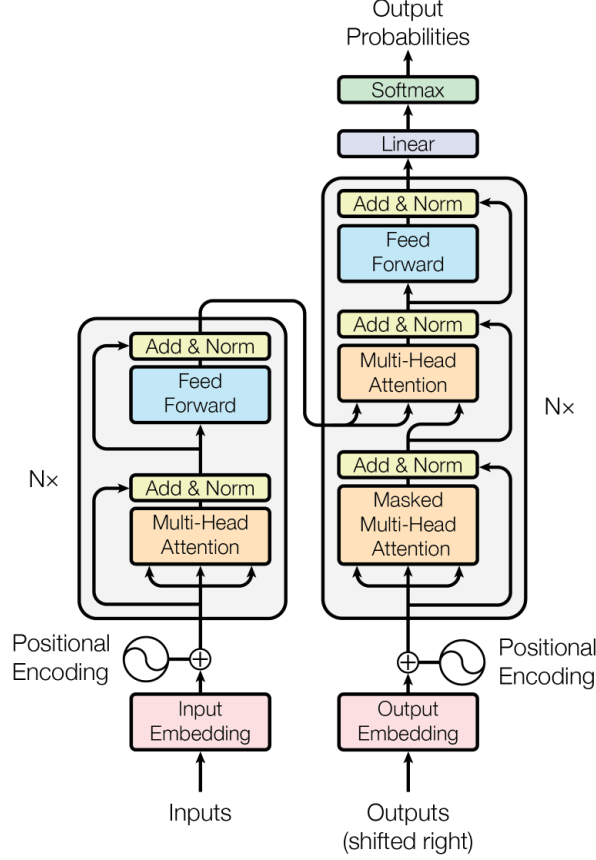 Output
Probabilities
Softmax
Linear
Add & Norm
Feed
Forward
Add & Norm
Multi-Head
Attention
Add & Norm
Masked
Multi-Head
Attention
N×
Add & Norm
Feed
Forward
Add & Norm
Multi-Head
Attention
N×
Positional
Encoding
Positional
Encoding
Input
Embedding
Output
Embedding
Inputs
Outputs
(shifted right)